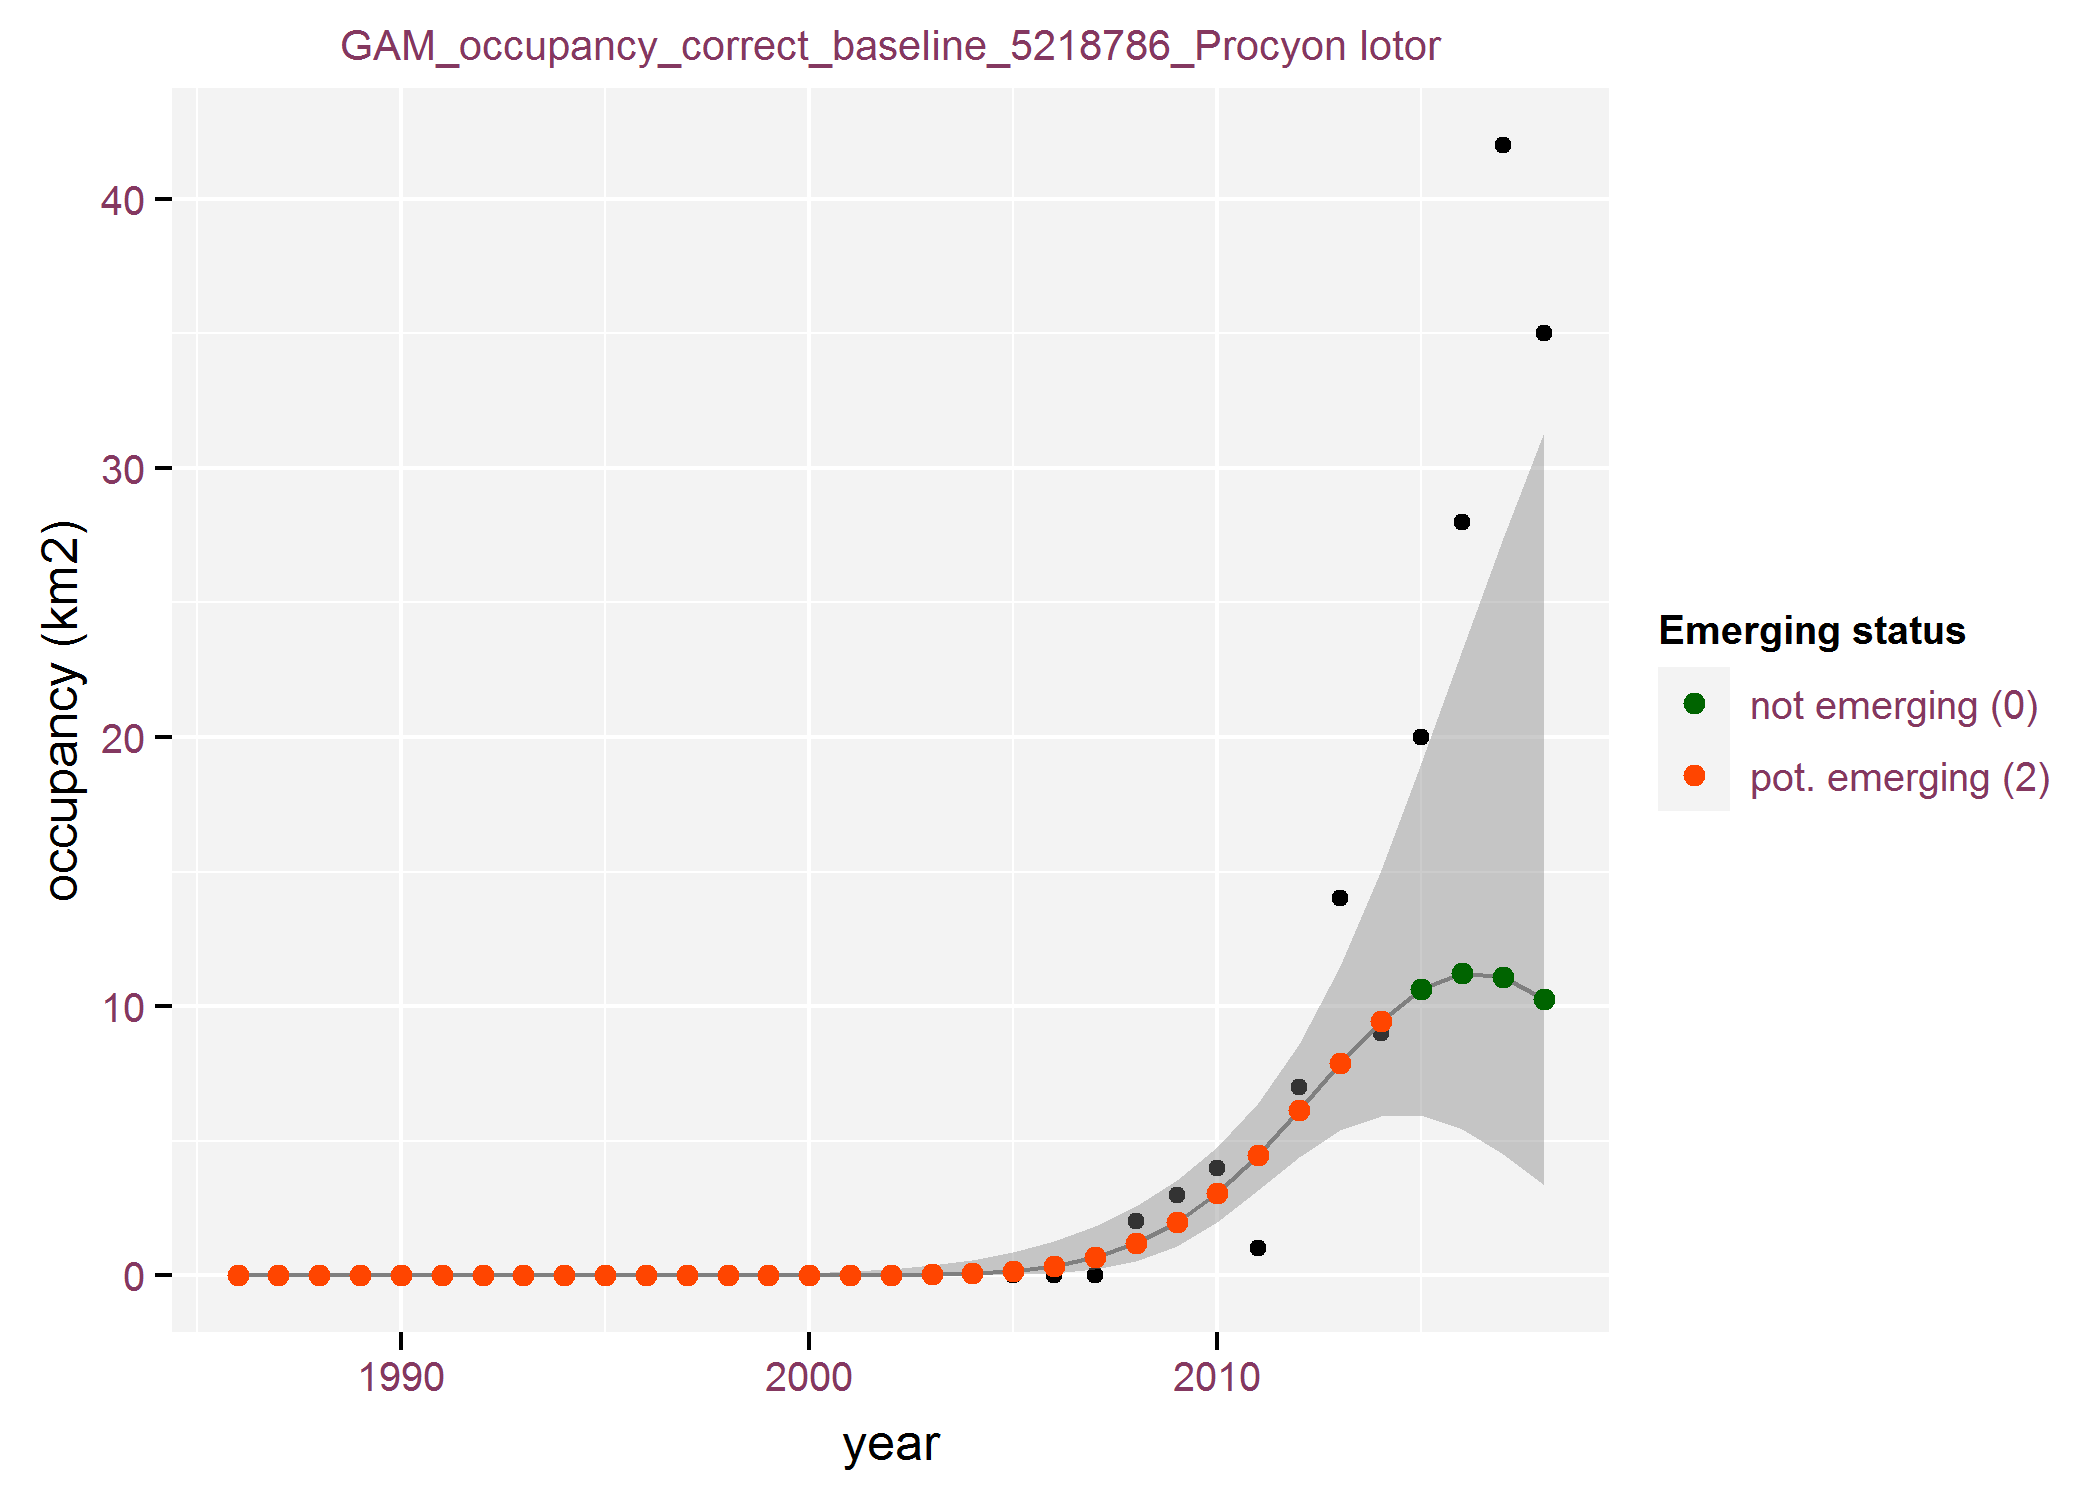 GAM_occupancy_correct_baseline_5218786_Procyon lotor
40
30
20
10
0
occupancy (km2)
1990
2000
2010
year
Emerging status
not emerging (0)
pot. emerging (2)